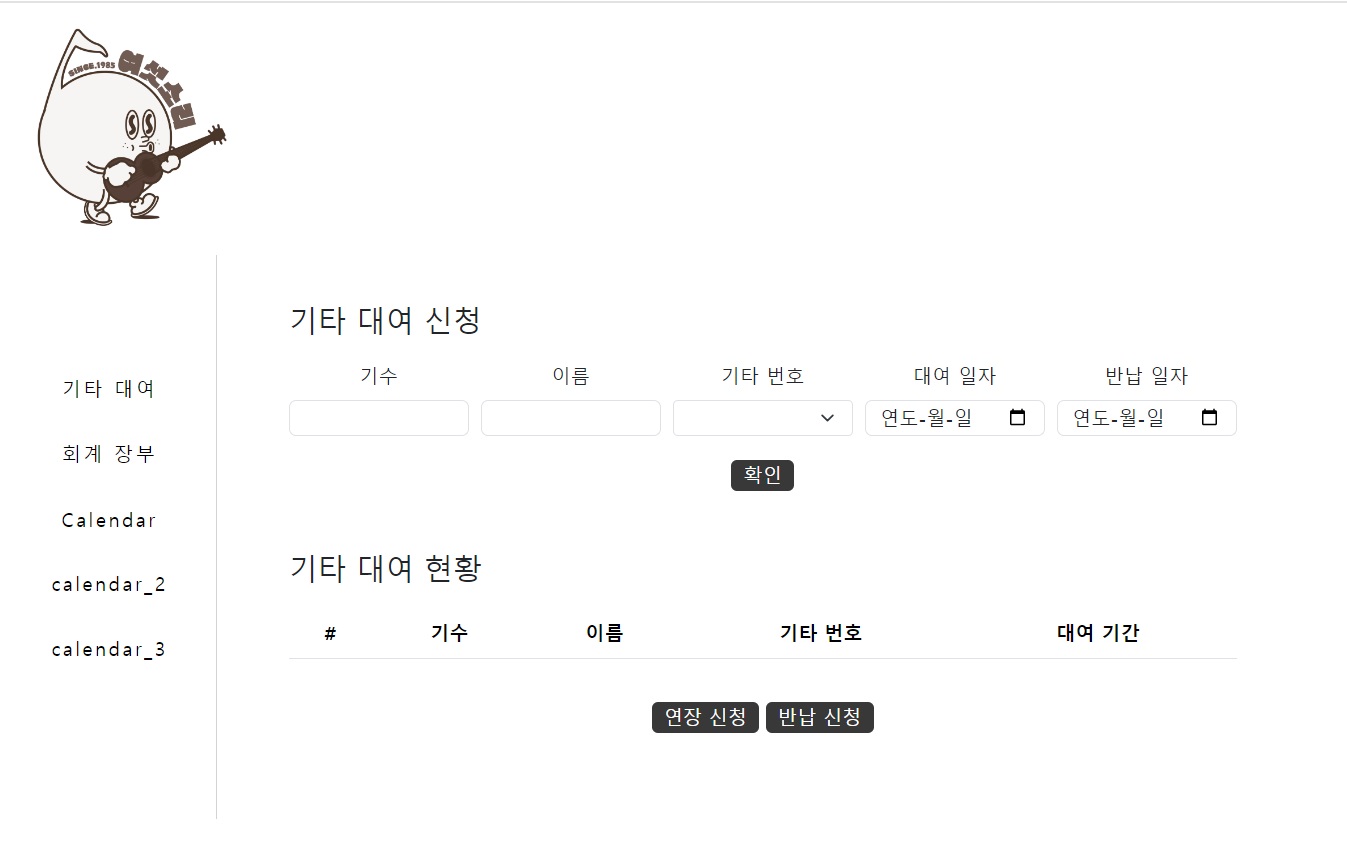 SINCE.1985 여섯소리
기타 대여
회계 장부
Calendar
calendar_2
calendar_3
기타 대여 신청
기수 이름 기타 번호 대여 일자 반납 일자
연도-월-일 연도-월-일
확인
기타 대여 현황
# 기수 이름 기타 번호 대여 기간
연장 신청 반납 신청